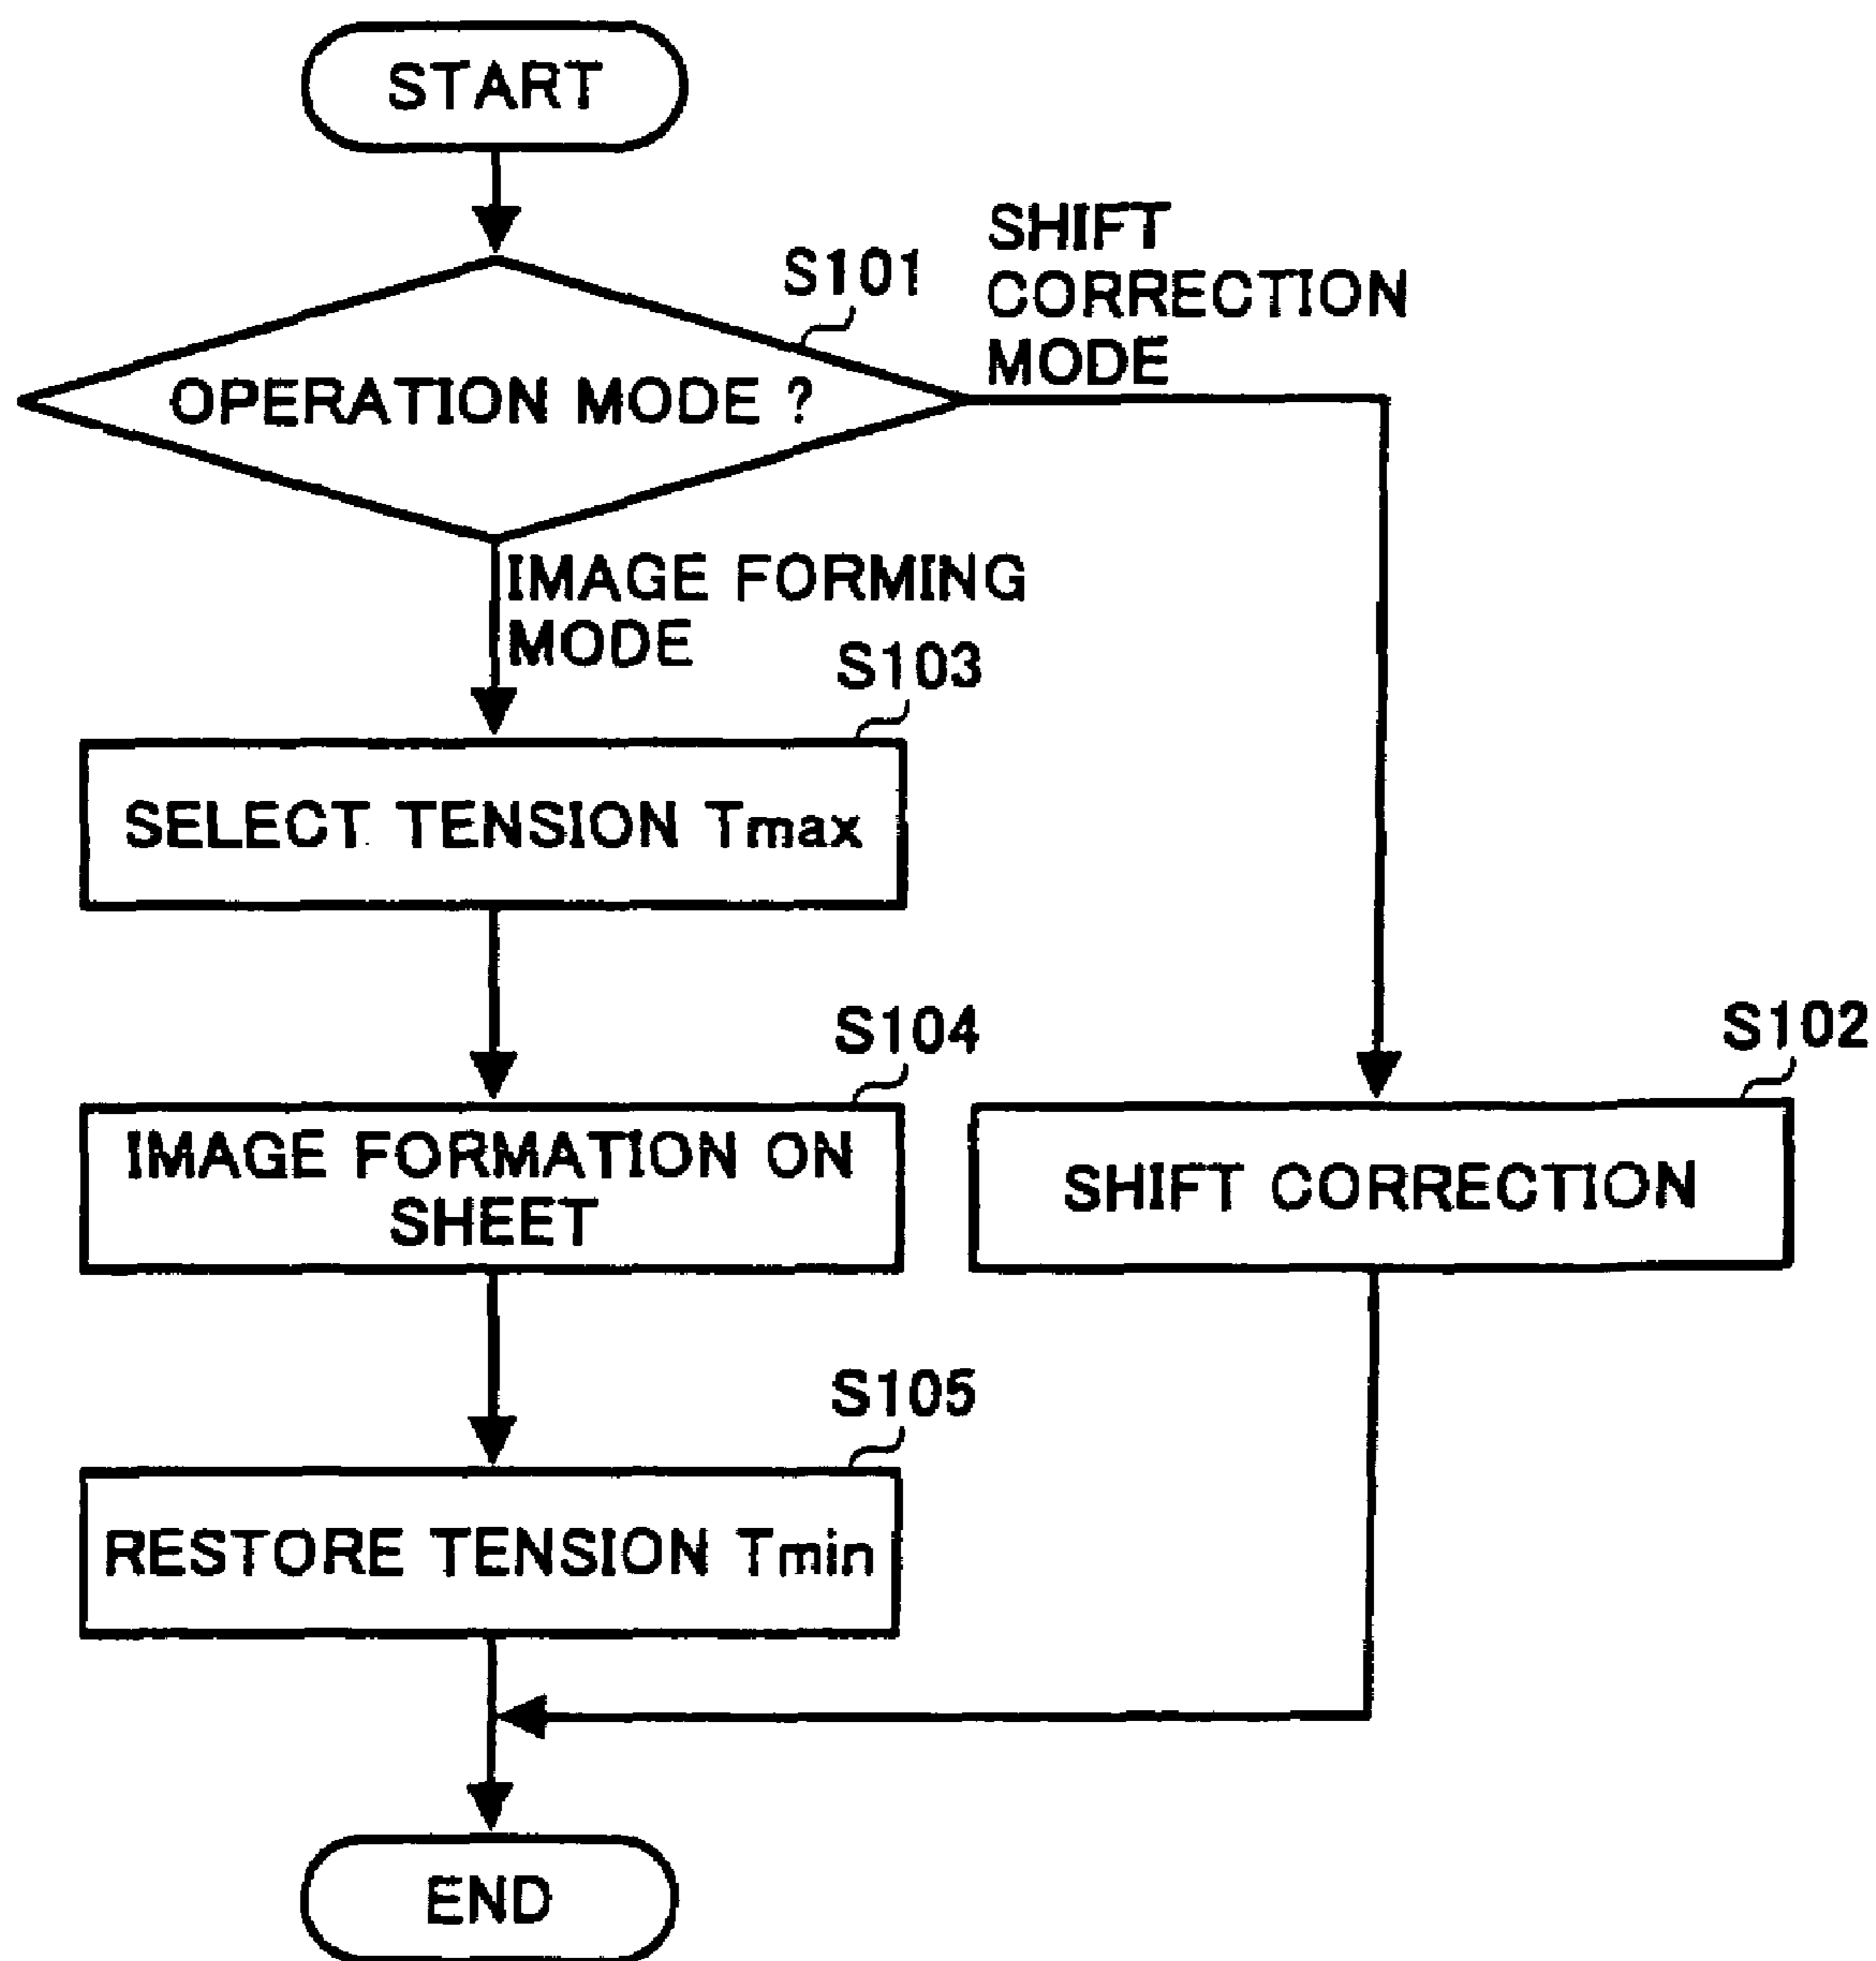 START
S101
SHIFT
CORRECTION
MODE
OPERATION MODE ?
IMAGE FORMING
MODE
S103
SELECT TENSION Tmax
S104
IMAGE FORMATION ON
SHEET
S102
SHIFT CORRECTION
S105
RESTORE TENSION Tmin
END